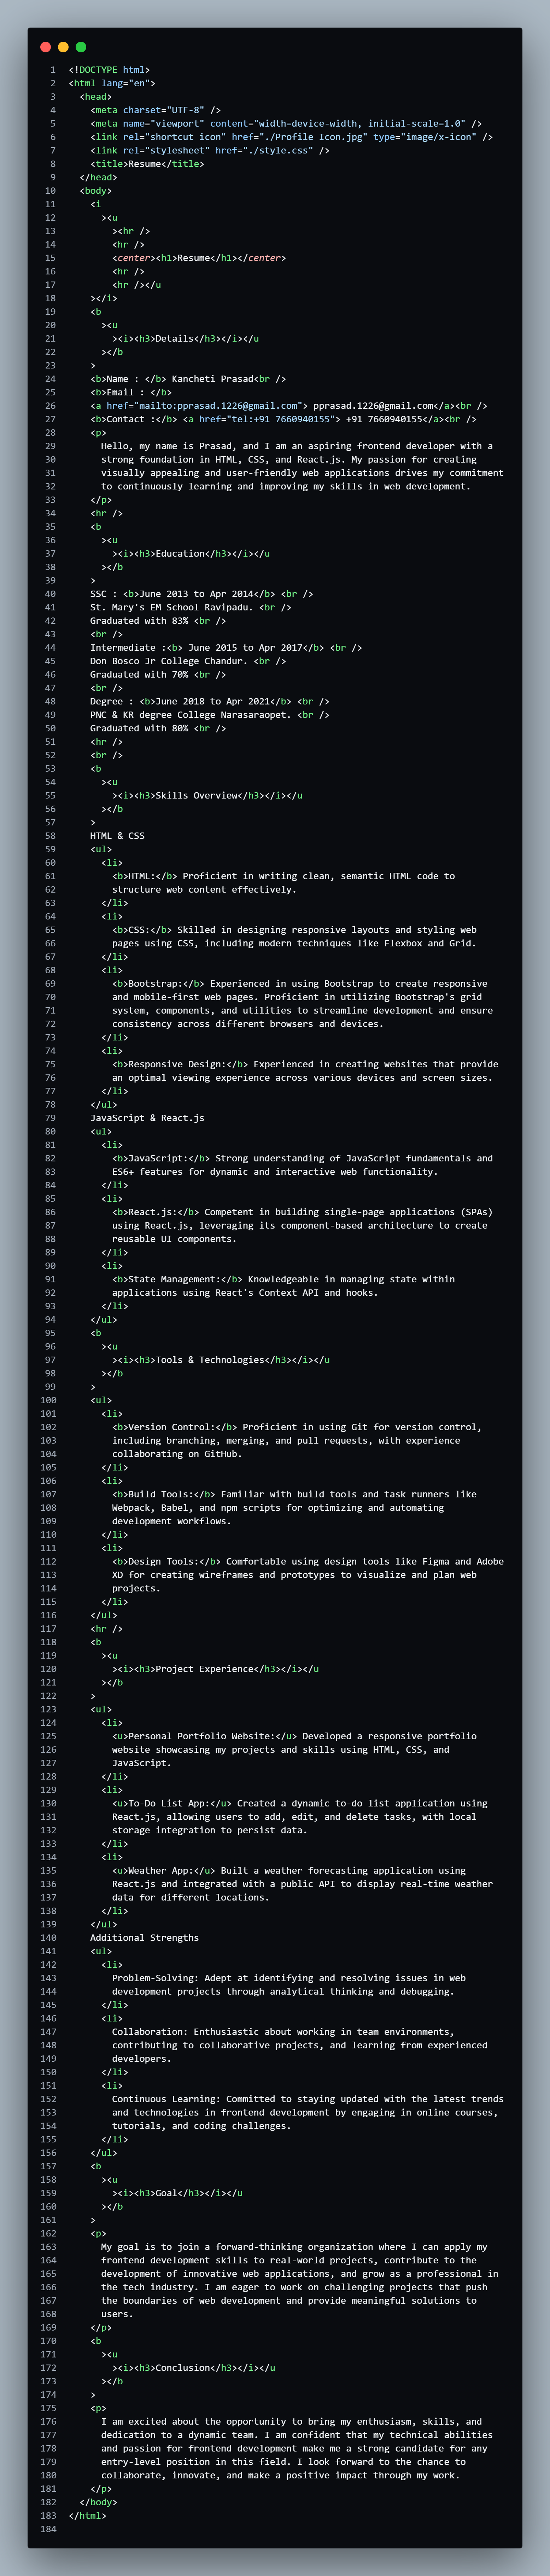 1 <!DOCTYPE html>
2 <html lang="en">
3 <head>
4 <meta charset="UTF-8" />
5 <meta name="viewport" content="width=device-width, initial-scale=1.0" />
6 <link rel="shortcut icon" href="./Profile Icon.jpg" type="image/x-icon" />
7 <link rel="stylesheet" href="./style.css" />
8 <title>Resume</title>
9 </head>
10 <body>
11 <i
12 ><u
13 ><hr />
14 <hr />
15 <center><h1>Resume</h1></center>
16 <hr />
17 <hr /></u
18 ></i>
19 <b
20 ><u
21 ><i><h3>Details</h3></i></u
22 ></b
23 >
24 <b>Name : </b> Kancheti Prasad<br />
25 <b>Email : </b>
26 <a href="mailto:pprasad.1226@gmail.com"> pprasad.1226@gmail.com</a><br />
27 <b>Contact :</b> <a href="tel:+91 7660940155"> +91 7660940155</a><br />
28 <p>
29 Hello, my name is Prasad, and I am an aspiring frontend developer with a
30 strong foundation in HTML, CSS, and React.js. My passion for creating
31 visually appealing and user-friendly web applications drives my commitment
32 to continuously learning and improving my skills in web development.
33 </p>
34 <hr />
35 <b
36 ><u
37 ><i><h3>Education</h3></i></u
38 ></b
39 >
40 SSC : <b>June 2013 to Apr 2014</b> <br />
41 St. Mary's EM School Ravipadu. <br />
42 Graduated with 83% <br />
43 <br />
44 Intermediate :<b> June 2015 to Apr 2017</b> <br />
45 Don Bosco Jr College Chandur. <br />
46 Graduated with 70% <br />
47 <br />
48 Degree : <b>June 2018 to Apr 2021</b> <br />
49 PNC & KR degree College Narasaraopet. <br />
50 Graduated with 80% <br />
51 <hr />
52 <br />
53 <b
54 ><u
55 ><i><h3>Skills Overview</h3></i></u
56 ></b
57 >
58 HTML & CSS
59 <ul>
60 <li>
61 <b>HTML:</b> Proficient in writing clean, semantic HTML code to
62 structure web content effectively.
63 </li>
64 <li>
65 <b>CSS:</b> Skilled in designing responsive layouts and styling web
66 pages using CSS, including modern techniques like Flexbox and Grid.
67 </li>
68 <li>
69 <b>Bootstrap:</b> Experienced in using Bootstrap to create responsive
70 and mobile-first web pages. Proficient in utilizing Bootstrap's grid
71 system, components, and utilities to streamline development and ensure
72 consistency across different browsers and devices.
73 </li>
74 <li>
75 <b>Responsive Design:</b> Experienced in creating websites that provide
76 an optimal viewing experience across various devices and screen sizes.
77 </li>
78 </ul>
79 JavaScript & React.js
80 <ul>
81 <li>
82 <b>JavaScript:</b> Strong understanding of JavaScript fundamentals and
83 ES6+ features for dynamic and interactive web functionality.
84 </li>
85 <li>
86 <b>React.js:</b> Competent in building single-page applications (SPAs)
87 using React.js, leveraging its component-based architecture to create
88 reusable UI components.
89 </li>
90 <li>
91 <b>State Management:</b> Knowledgeable in managing state within
92 applications using React's Context API and hooks.
93 </li>
94 </ul>
95 <b
96 ><u
97 ><i><h3>Tools & Technologies</h3></i></u
98 ></b
99 >
100 <ul>
101 <li>
102 <b>Version Control:</b> Proficient in using Git for version control,
103 including branching, merging, and pull requests, with experience
104 collaborating on GitHub.
105 </li>
106 <li>
107 <b>Build Tools:</b> Familiar with build tools and task runners like
108 Webpack, Babel, and npm scripts for optimizing and automating
109 development workflows.
110 </li>
111 <li>
112 <b>Design Tools:</b> Comfortable using design tools like Figma and Adobe
113 XD for creating wireframes and prototypes to visualize and plan web
114 projects.
115 </li>
116 </ul>
117 <hr />
118 <b
119 ><u
120 ><i><h3>Project Experience</h3></i></u
121 ></b
122 >
123 <ul>
124 <li>
125 <u>Personal Portfolio Website:</u> Developed a responsive portfolio
126 website showcasing my projects and skills using HTML, CSS, and
127 JavaScript.
128 </li>
129 <li>
130 <u>To-Do List App:</u> Created a dynamic to-do list application using
131 React.js, allowing users to add, edit, and delete tasks, with local
132 storage integration to persist data.
133 </li>
134 <li>
135 <u>Weather App:</u> Built a weather forecasting application using
136 React.js and integrated with a public API to display real-time weather
137 data for different locations.
138 </li>
139 </ul>
140 Additional Strengths
141 <ul>
142 <li>
143 Problem-Solving: Adept at identifying and resolving issues in web
144 development projects through analytical thinking and debugging.
145 </li>
146 <li>
147 Collaboration: Enthusiastic about working in team environments,
148 contributing to collaborative projects, and learning from experienced
149 developers.
150 </li>
151 <li>
152 Continuous Learning: Committed to staying updated with the latest trends
153 and technologies in frontend development by engaging in online courses,
154 tutorials, and coding challenges.
155 </li>
156 </ul>
157 <b
158 ><u
159 ><i><h3>Goal</h3></i></u
160 ></b
161 >
162 <p>
163 My goal is to join a forward-thinking organization where I can apply my
164 frontend development skills to real-world projects, contribute to the
165 development of innovative web applications, and grow as a professional in
166 the tech industry. I am eager to work on challenging projects that push
167 the boundaries of web development and provide meaningful solutions to
168 users.
169 </p>
170 <b
171 ><u
172 ><i><h3>Conclusion</h3></i></u
173 ></b
174 >
175 <p>
176 I am excited about the opportunity to bring my enthusiasm, skills, and
177 dedication to a dynamic team. I am confident that my technical abilities
178 and passion for frontend development make me a strong candidate for any
179 entry-level position in this field. I look forward to the chance to
180 collaborate, innovate, and make a positive impact through my work.
181 </p>
182 </body>
183 </html>
184